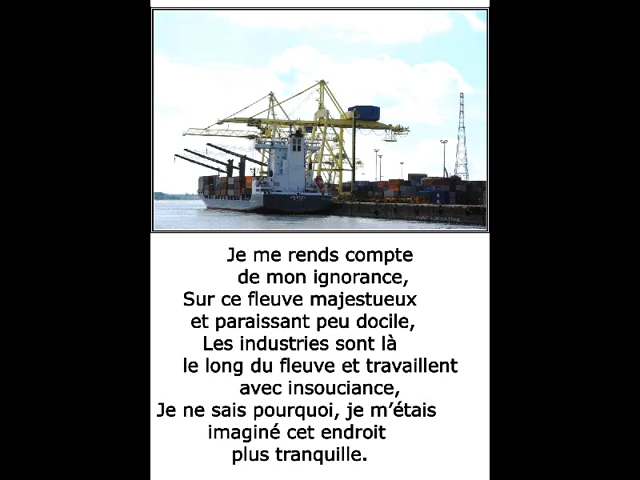 Je me rends compte
de mon ignorance,
Sur ce fleuve majestueux
et paraissant peu docile,
Les industries sont là
le long du fleuve et travaillent
avec insouciance,
Je ne sais pourquoi, je m’étais
imaginé cet endroit
plus tranquille.